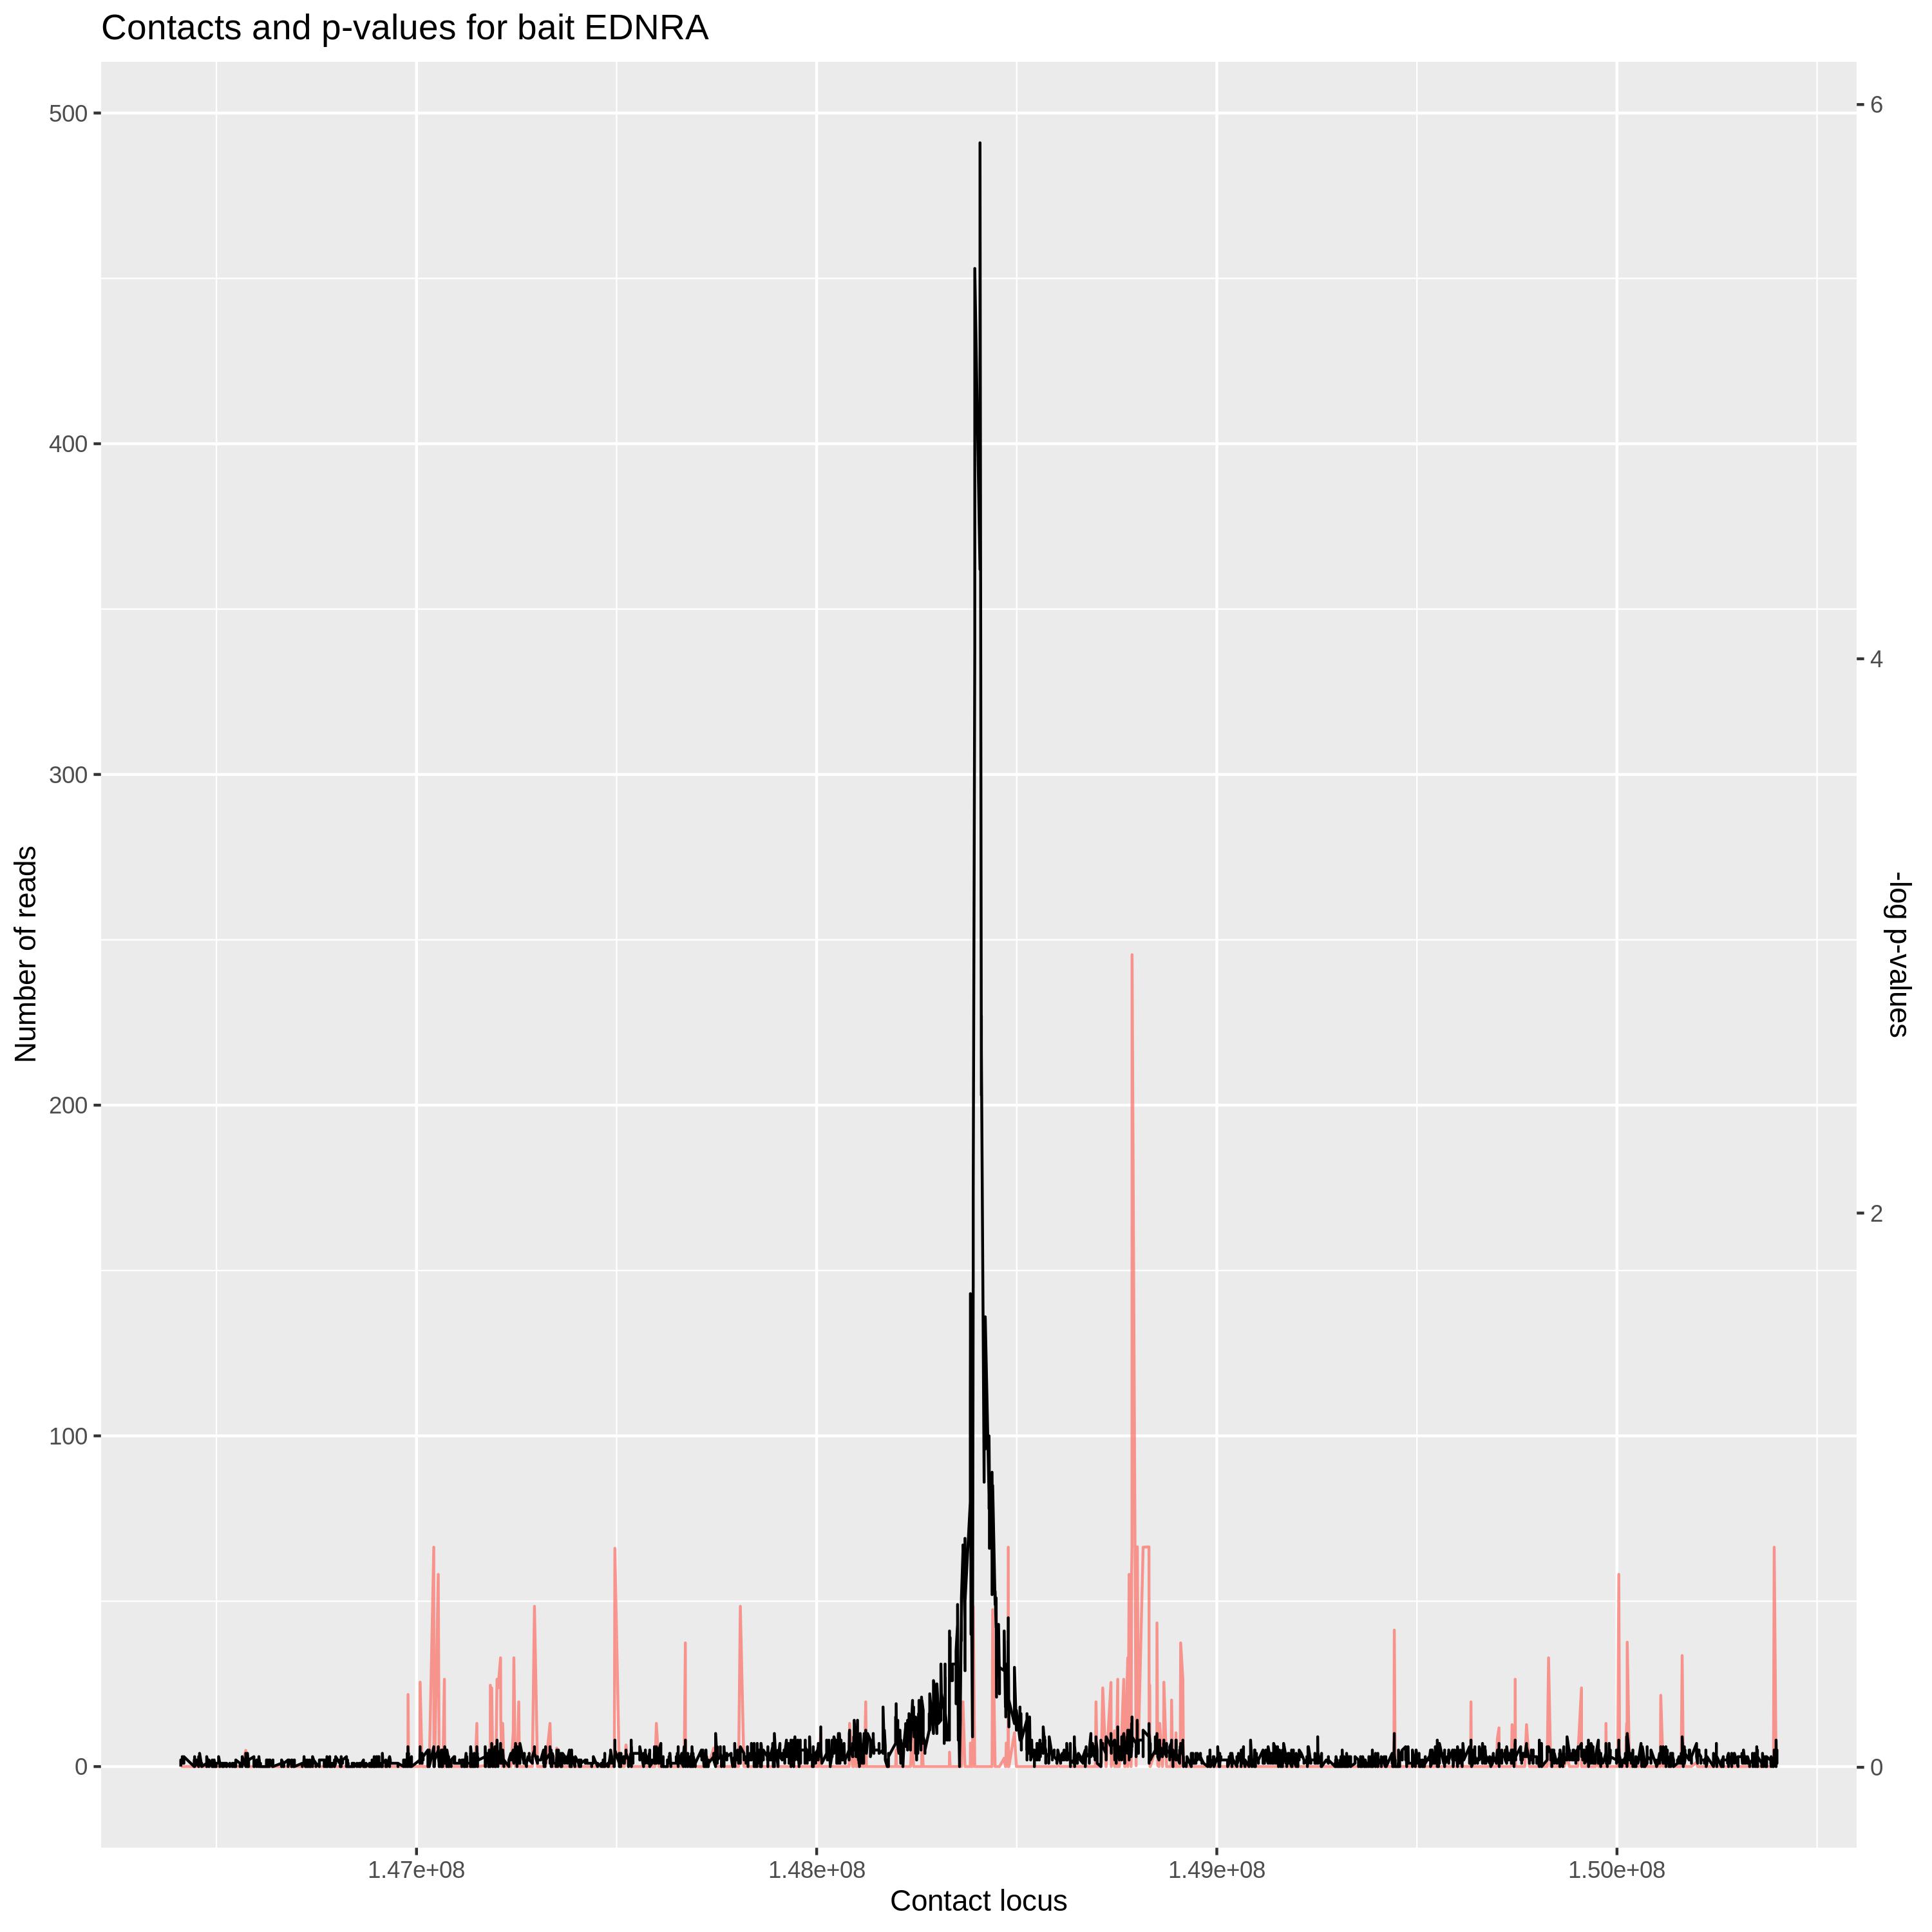 Contacts and p-values for bait EDNRA
500
400
300
200
100
0
Number of reads
6
4
2
0
-log p-values
1.47e+08
1.48e+08
1.49e+08
1.50e+08
Contact locus